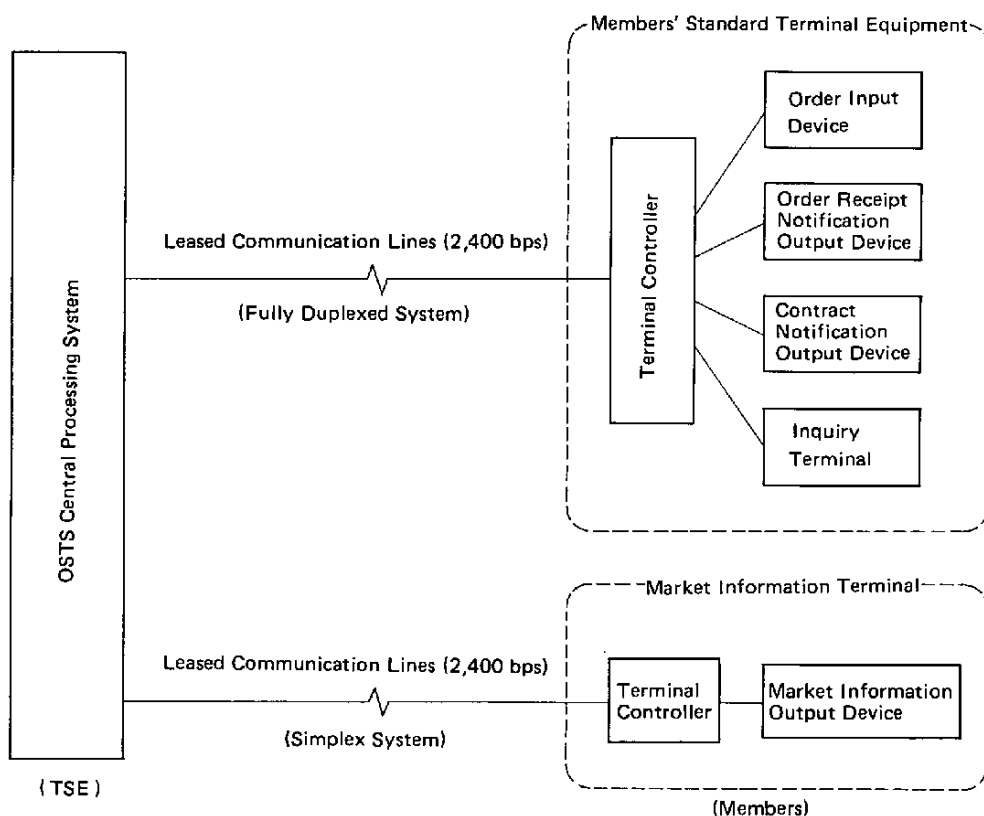 Members' Standard Terminal Equipment
Order Input
Device
Order Receipt
Notification
Output Device
Contract
Notification
Output Device
Inquiry
Terminal
Terminal Controller
Leased Communication Lines (2,400 bps)
(Fully Duplexed System)
OSTS Central Processing System
Market Information Terminal
Leased Communication Lines (2,400 bps)
(Simplex System)
Terminal
Controller
Market Information
Output Device
(TSE)
(Members)